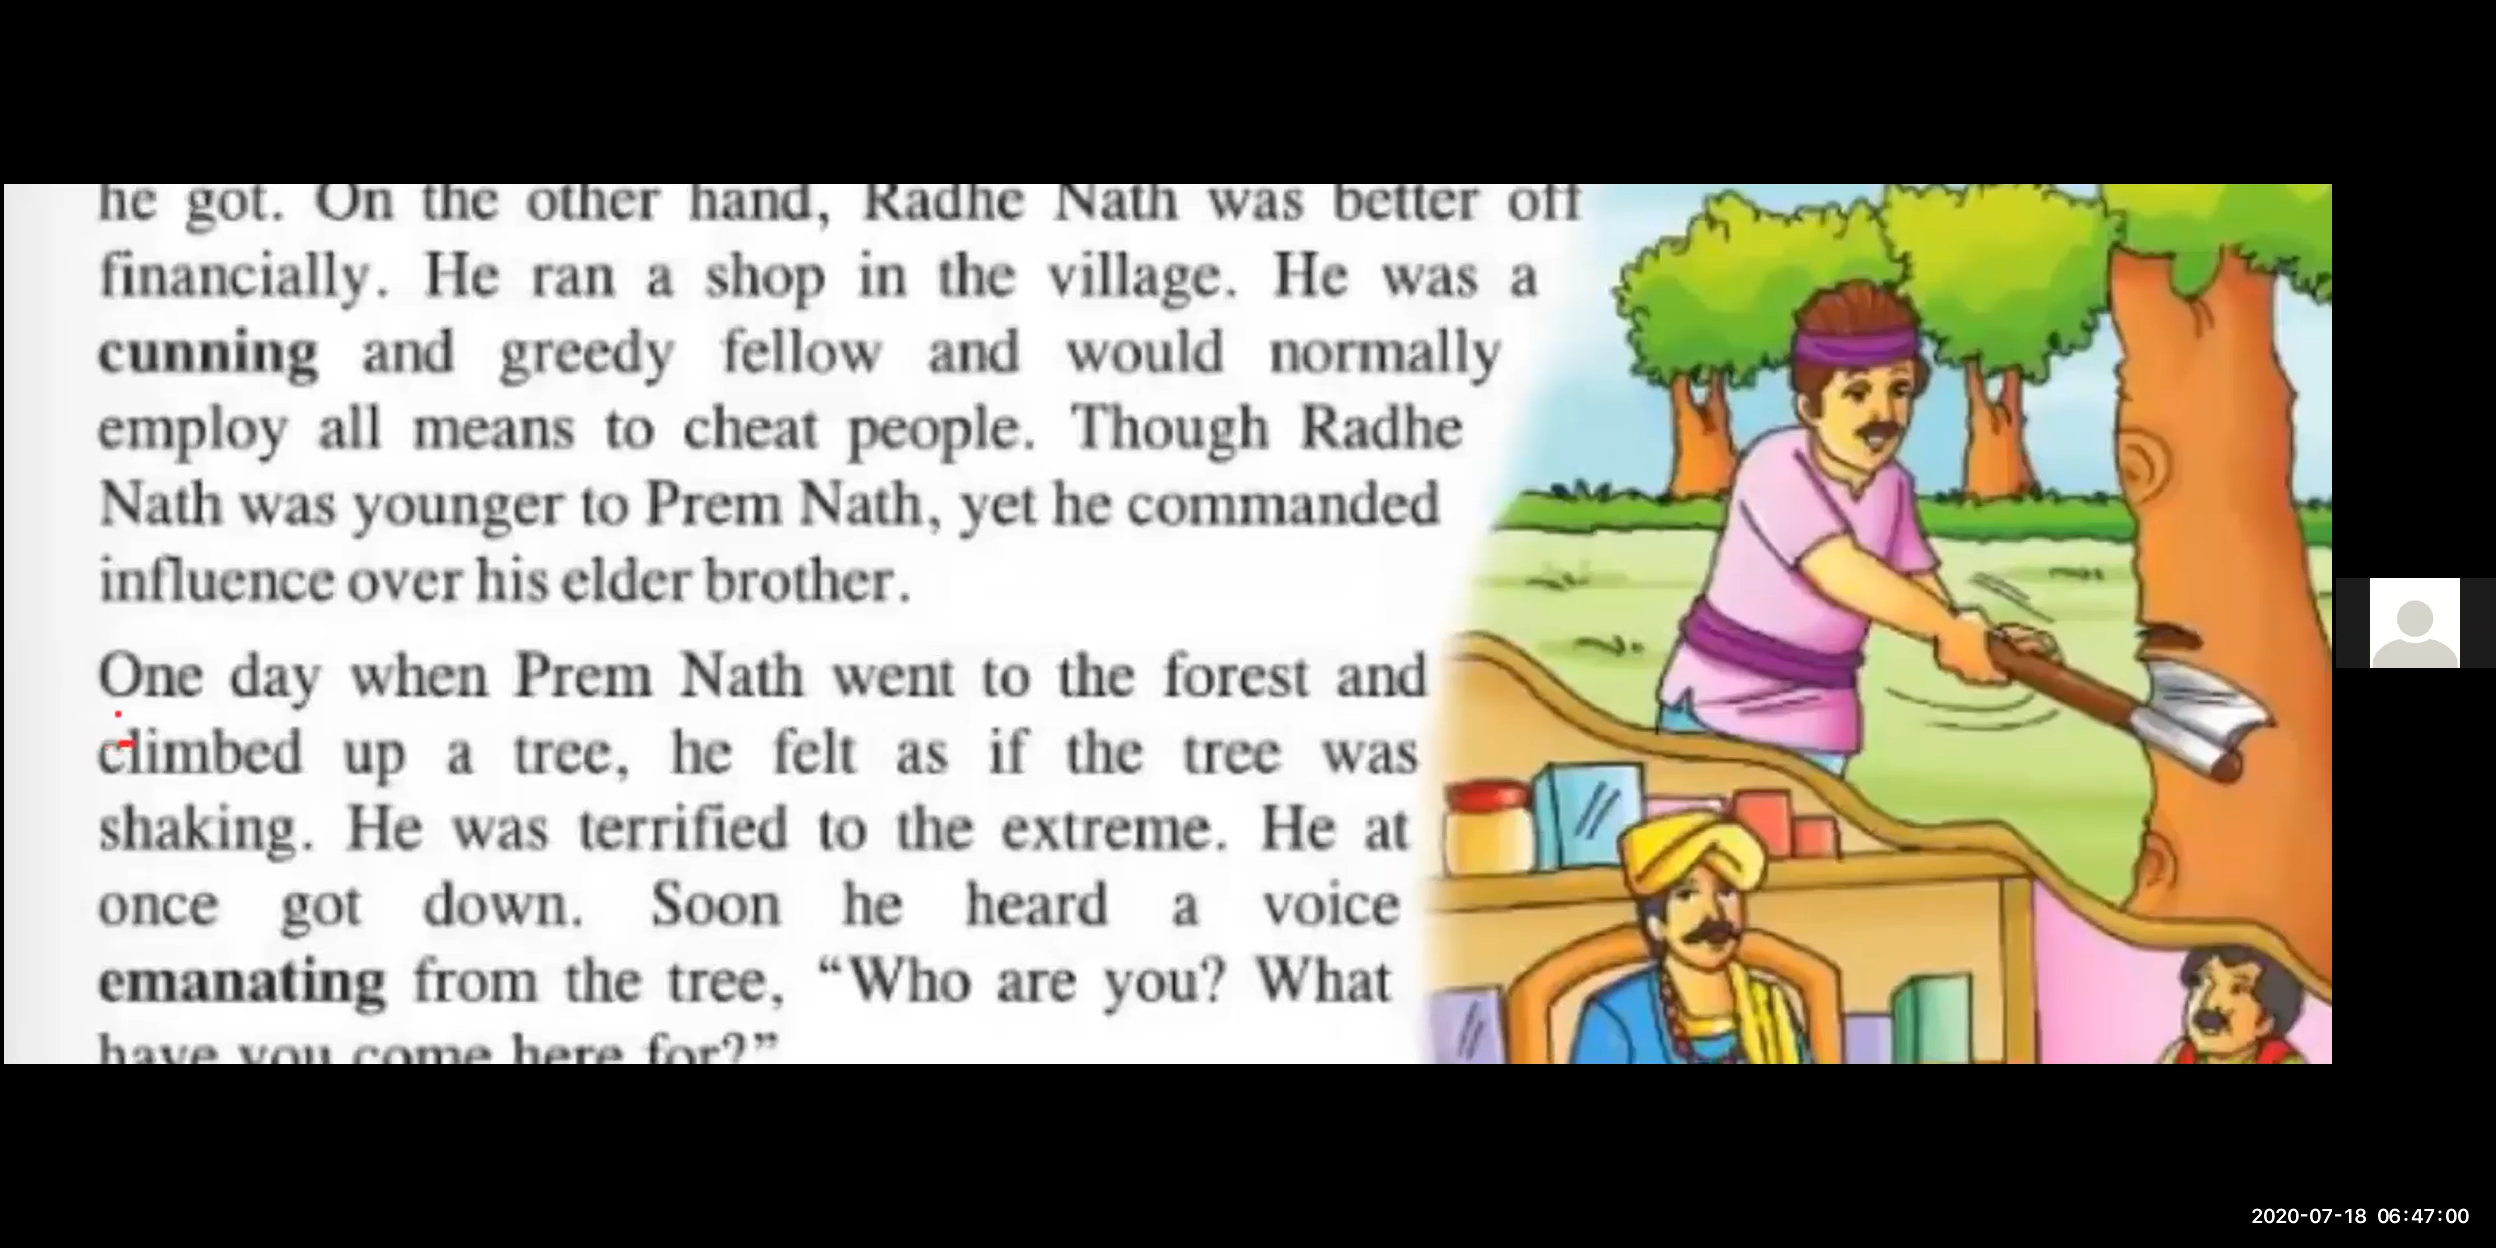 he got. On the other hand, Radhe Nath was better off
financially. He ran a shop in the village. He was a
cunning and greedy fellow and would normally
employ all means to cheat people. Though Radhe
Nath was younger to Prem Nath, yet he commanded
influence over his elder brother.
One day when Prem Nath went to the forest and
climbed up a tree, he felt as if the tree was
shaking. He was terrified to the extreme. He at
once got down. Soon he heard a voice
emanating from the tree, “Who are you? What
have you come here for?”
2020-07-18 06:47:00